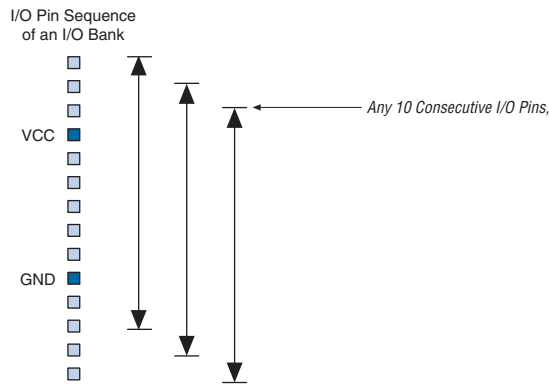 I/O Pin Sequence
of an I/O Bank
Any 10 Consecutive I/O Pins,
VCC
GND